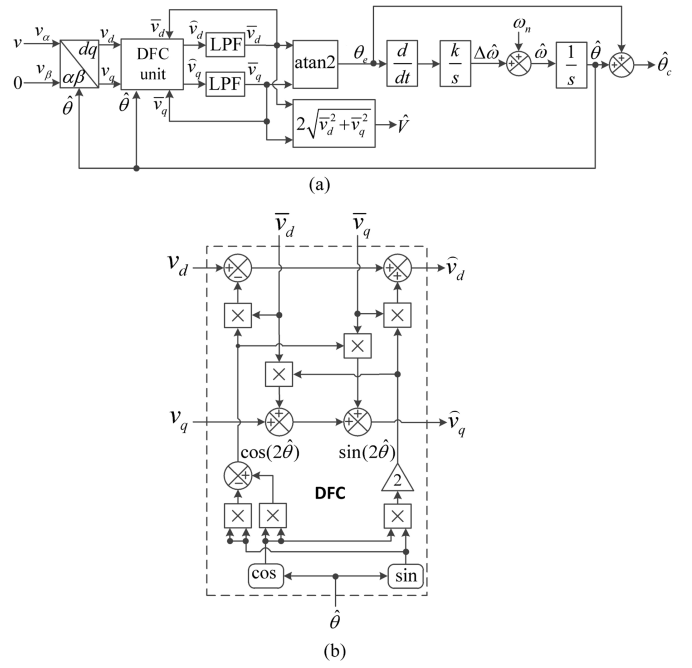 v v_α v_d v̄_d v̂_d LPF v̄_d θ_e ω_n
dq DFC unit atan2 d/dt k/s Δω̂ ω̂ 1/s θ̂ θ̂_c
0 v_β αβ v_q v̂_q LPF v̄_q
θ̂ θ̂ v̄_q 2√(v̄_d²+v̄_q²) V̂
(a)
v̄_d v̄_q
v_d + − + + v̂_d
× ×
×
×
v_q + + + + v̂_q
cos(2θ̂) sin(2θ̂)
− + 2
DFC
× × ×
cos sin
θ̂
(b)